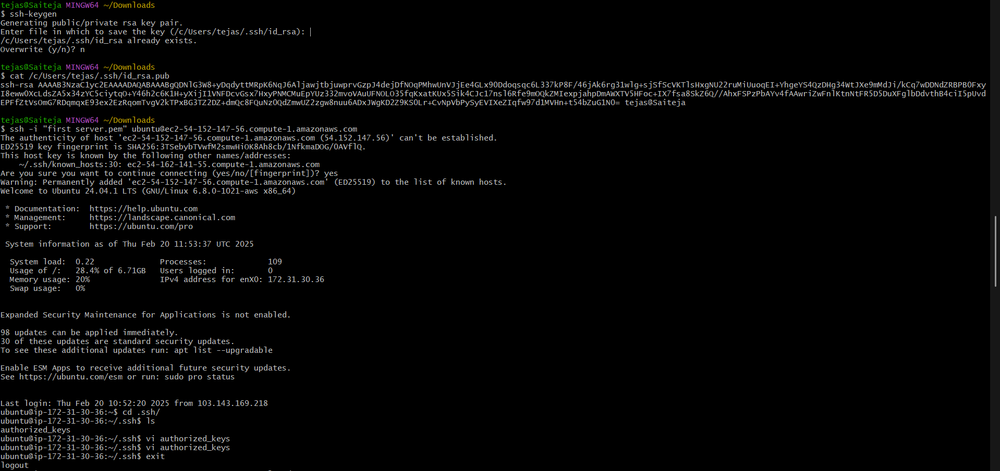 tejas@Saiteja MINGW64 ~/Downloads
$ ssh-keygen
Generating public/private rsa key pair.
Enter file in which to save the key (/c/Users/tejas/.ssh/id_rsa):
/c/Users/tejas/.ssh/id_rsa already exists.
Overwrite (y/n)? n
tejas@Saiteja MINGW64 ~/Downloads
$ cat /c/Users/tejas/.ssh/id_rsa.pub
ssh-rsa AAAAB3NzaC1yc2EAAAADAQABAAABgQDNlG3W8+yDqdyttMRpK6NqJ6AljawjtbjuwprvGzpJ4dejDfNOqPMhwUnVJjEe4GLx9ODdoqsqc6L337kP8F/46jAk6rg31wlg+sjSfScVKTlsHxgNU22ruMiUuoqEI+YhgeYS4QzDHg34WtJXe9mMdJi/kCq7wDDNdZRBPB0Fxy
I8eww0XcLdsZA5x34zYC5ciytqO+Y46h2c6K1H+yXijI1VNFDcvGsx7HxyPNMCMuEpYUz332mvoVAuUFNOLO35fqKxatKUx5Sik4CJc17nsl6Rfe9mOQkZMIexpjahpDmAWXTV5HFoc+IX7fsa8SkZ6Q//AhxFSPzPbAYv4fAAwriZwFnlKtnNtFR5D5DuXFglbDdvthB4ciI5pUvd
EPFfZtVsOmG7RDqmqxE93ex2EzRqomTvgV2kTPxBG3TZ2DZ+dmQc8FQuNz0QdZmwUZ2zgw8nuu6ADxJWgKD2Z9KSOLr+CvNpVbPySyEVIXeZIqfw97d1MVHn+t54bZuG1N0= tejas@Saiteja
tejas@Saiteja MINGW64 ~/Downloads
$ ssh -i "first server.pem" ubuntu@ec2-54-152-147-56.compute-1.amazonaws.com
The authenticity of host 'ec2-54-152-147-56.compute-1.amazonaws.com (54.152.147.56)' can't be established.
ED25519 key fingerprint is SHA256:3TSebybTVwfM2smwHiOK8Ah8cb/1NfkmaDOG/0AVflQ.
This host key is known by the following other names/addresses:
~/.ssh/known_hosts:30: ec2-54-162-141-55.compute-1.amazonaws.com
Are you sure you want to continue connecting (yes/no/[fingerprint])? yes
Warning: Permanently added 'ec2-54-152-147-56.compute-1.amazonaws.com' (ED25519) to the list of known hosts.
Welcome to Ubuntu 24.04.1 LTS (GNU/Linux 6.8.0-1021-aws x86_64)
* Documentation: https://help.ubuntu.com
* Management: https://landscape.canonical.com
* Support: https://ubuntu.com/pro
System information as of Thu Feb 20 11:53:37 UTC 2025
System load: 0.22 Processes: 109
Usage of /: 28.4% of 6.71GB Users logged in: 0
Memory usage: 20% IPv4 address for enX0: 172.31.30.36
Swap usage: 0%
Expanded Security Maintenance for Applications is not enabled.
98 updates can be applied immediately.
30 of these updates are standard security updates.
To see these additional updates run: apt list --upgradable
Enable ESM Apps to receive additional future security updates.
See https://ubuntu.com/esm or run: sudo pro status
Last login: Thu Feb 20 10:52:20 2025 from 103.143.169.218
ubuntu@ip-172-31-30-36:~$ cd .ssh/
ubuntu@ip-172-31-30-36:~/.ssh$ ls
authorized_keys
ubuntu@ip-172-31-30-36:~/.ssh$ vi authorized_keys
ubuntu@ip-172-31-30-36:~/.ssh$ vi authorized_keys
ubuntu@ip-172-31-30-36:~/.ssh$ exit
logout